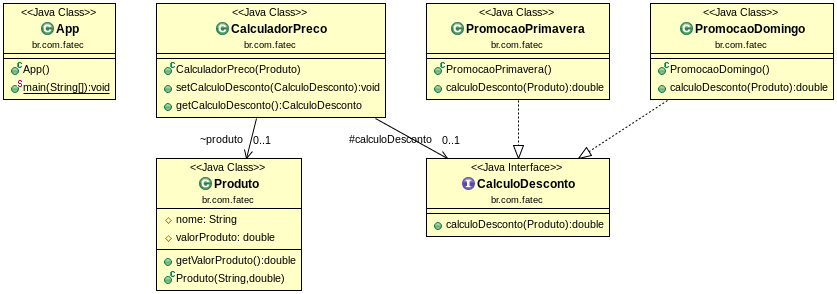 <<Java Class>>
App
br.com.fatec
App()
main(String[]):void
<<Java Class>>
CalculadorPreco
br.com.fatec
CalculadorPreco(Produto)
setCalculoDesconto(CalculoDesconto):void
getCalculoDesconto():CalculoDesconto
<<Java Class>>
PromocaoPrimavera
br.com.fatec
PromocaoPrimavera()
calculoDesconto(Produto):double
<<Java Class>>
PromocaoDomingo
br.com.fatec
PromocaoDomingo()
calculoDesconto(Produto):double
~produto
0..1
#calculoDesconto
0..1
<<Java Class>>
Produto
br.com.fatec
nome: String
valorProduto: double
getValorProduto():double
Produto(String,double)
<<Java Interface>>
CalculoDesconto
br.com.fatec
calculoDesconto(Produto):double